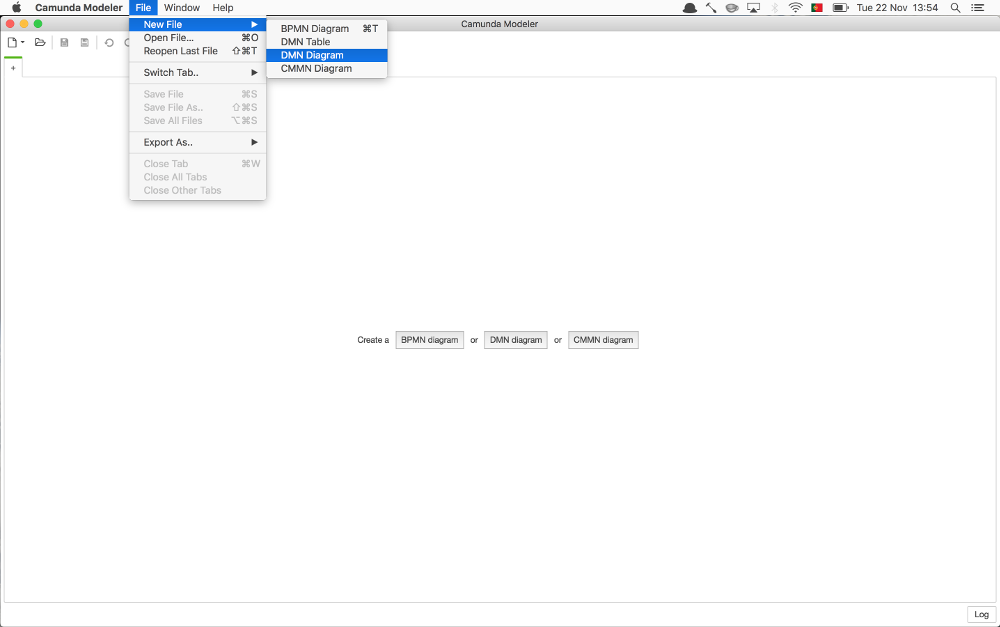 Camunda Modeler File Window Help Tue 22 Nov 13:54
Camunda Modeler
New File
Open File... ⌘O
Reopen Last File ⇧⌘T
Switch Tab..
Save File ⌘S
Save File As.. ⇧⌘S
Save All Files ⌥⌘S
Export As..
Close Tab ⌘W
Close All Tabs
Close Other Tabs
BPMN Diagram ⌘T
DMN Table
DMN Diagram
CMMN Diagram
+
Create a BPMN diagram or DMN diagram or CMMN diagram
Log